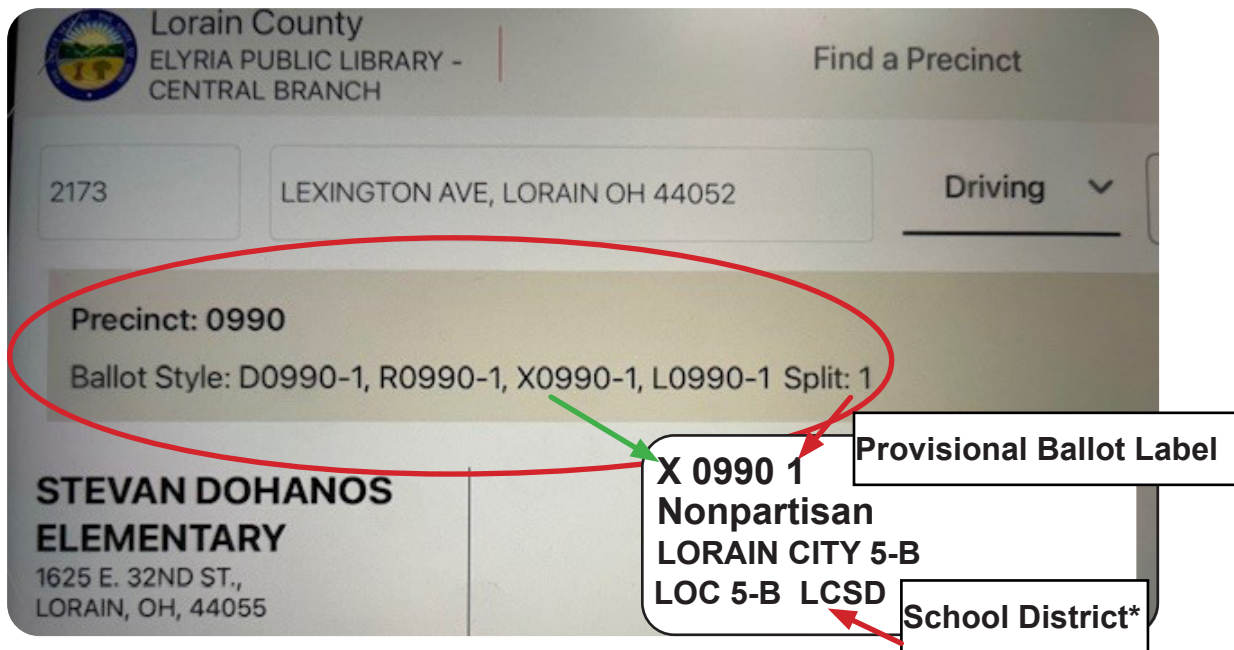 Lorain County
ELYRIA PUBLIC LIBRARY -
CENTRAL BRANCH
Find a Precinct
2173
LEXINGTON AVE, LORAIN OH 44052
Driving
Precinct: 0990
Ballot Style: D0990-1, R0990-1, X0990-1, L0990-1 Split: 1
Provisional Ballot Label
X 0990 1
Nonpartisan
LORAIN CITY 5-B
LOC 5-B LCSD
School District*
STEVAN DOHANOS
ELEMENTARY
1625 E. 32ND ST.,
LORAIN, OH, 44055